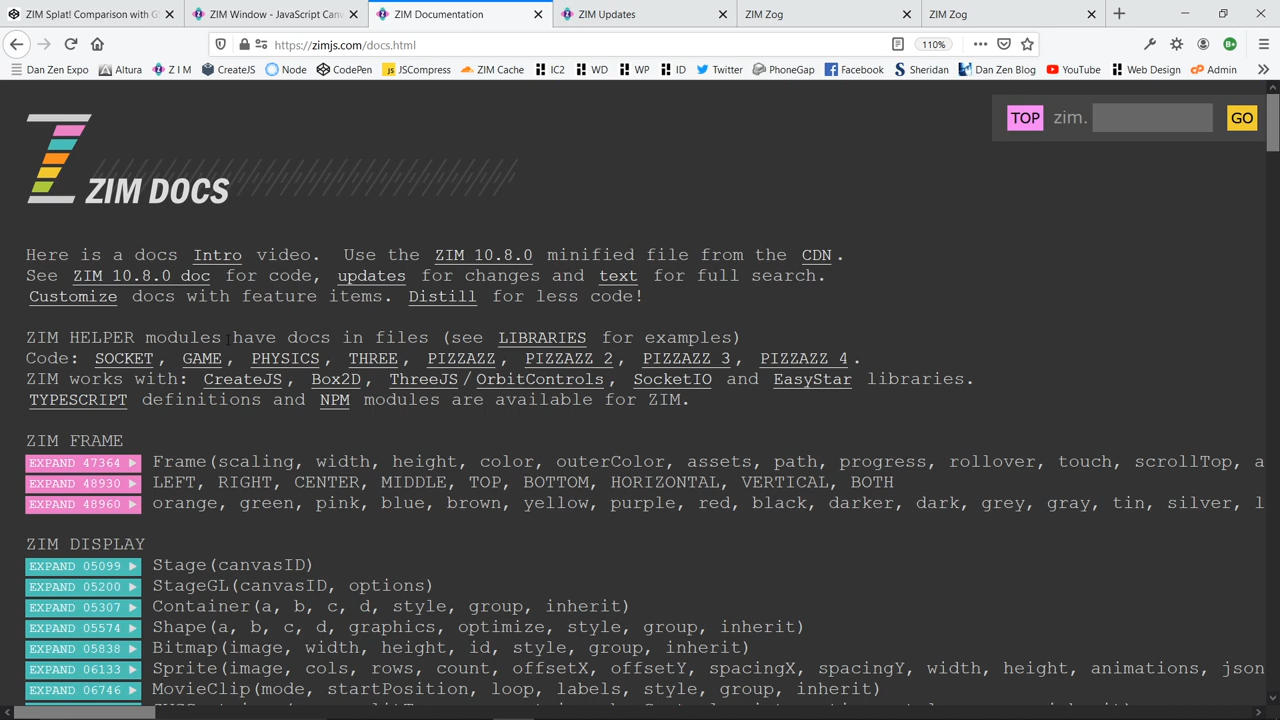 ZIM Splat! Comparison with G
ZIM Window - JavaScript Canv
ZIM Documentation
ZIM Updates
ZIM Zog
ZIM Zog
https://zimjs.com/docs.html
110%
Dan Zen Expo
Altura
Z I M
CreateJS
Node
CodePen
JSCompress
ZIM Cache
IC2
WD
WP
ID
Twitter
PhoneGap
Facebook
Sheridan
Dan Zen Blog
YouTube
Web Design
Admin
TOP zim. GO
ZIM DOCS
Here is a docs Intro video. Use the ZIM 10.8.0 minified file from the CDN.
See ZIM 10.8.0 doc for code, updates for changes and text for full search.
Customize docs with feature items. Distill for less code!
ZIM HELPER modules have docs in files (see LIBRARIES for examples)
Code: SOCKET, GAME, PHYSICS, THREE, PIZZAZZ, PIZZAZZ 2, PIZZAZZ 3, PIZZAZZ 4.
ZIM works with: CreateJS, Box2D, ThreeJS/OrbitControls, SocketIO and EasyStar libraries.
TYPESCRIPT definitions and NPM modules are available for ZIM.
ZIM FRAME
EXPAND 47364 Frame(scaling, width, height, color, outerColor, assets, path, progress, rollover, touch, scrollTop, a
EXPAND 48930 LEFT, RIGHT, CENTER, MIDDLE, TOP, BOTTOM, HORIZONTAL, VERTICAL, BOTH
EXPAND 48960 orange, green, pink, blue, brown, yellow, purple, red, black, darker, dark, grey, gray, tin, silver, l
ZIM DISPLAY
EXPAND 05099 Stage(canvasID)
EXPAND 05200 StageGL(canvasID, options)
EXPAND 05307 Container(a, b, c, d, style, group, inherit)
EXPAND 05574 Shape(a, b, c, d, graphics, optimize, style, group, inherit)
EXPAND 05838 Bitmap(image, width, height, id, style, group, inherit)
EXPAND 06133 Sprite(image, cols, rows, count, offsetX, offsetY, spacingX, spacingY, width, height, animations, json
EXPAND 06746 MovieClip(mode, startPosition, loop, labels, style, group, inherit)